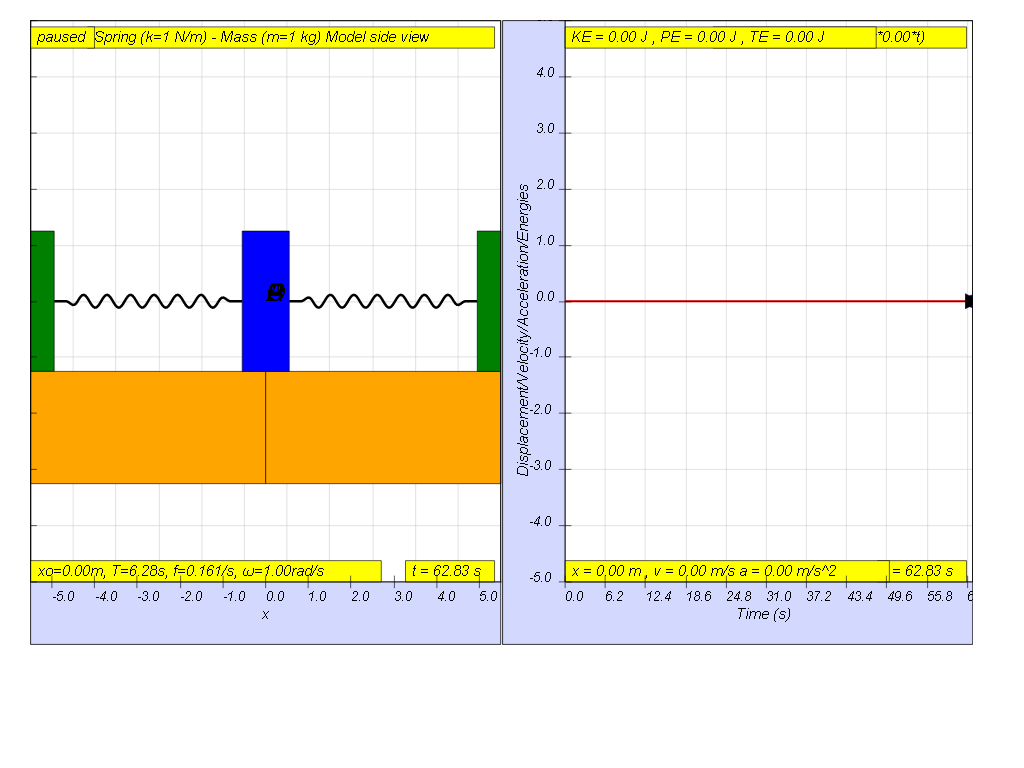 paused Spring (k=1 N/m) - Mass (m=1 kg) Model side view
xo=0.00m, T=6.28s, f=0.161/s, ω=1.00rad/s
t = 62.83 s
-5.0 -4.0 -3.0 -2.0 -1.0 0.0 1.0 2.0 3.0 4.0 5.0
x
KE = 0.00 J , PE = 0.00 J , TE = 0.00 J
*0.00*t)
4.0
3.0
2.0
1.0
0.0
-1.0
-2.0
-3.0
-4.0
-5.0
Displacement/Velocity/Acceleration/Energies
x = 0.00 m , v = 0.00 m/s a = 0.00 m/s^2
= 62.83 s
0.0 6.2 12.4 18.6 24.8 31.0 37.2 43.4 49.6 55.8
Time (s)